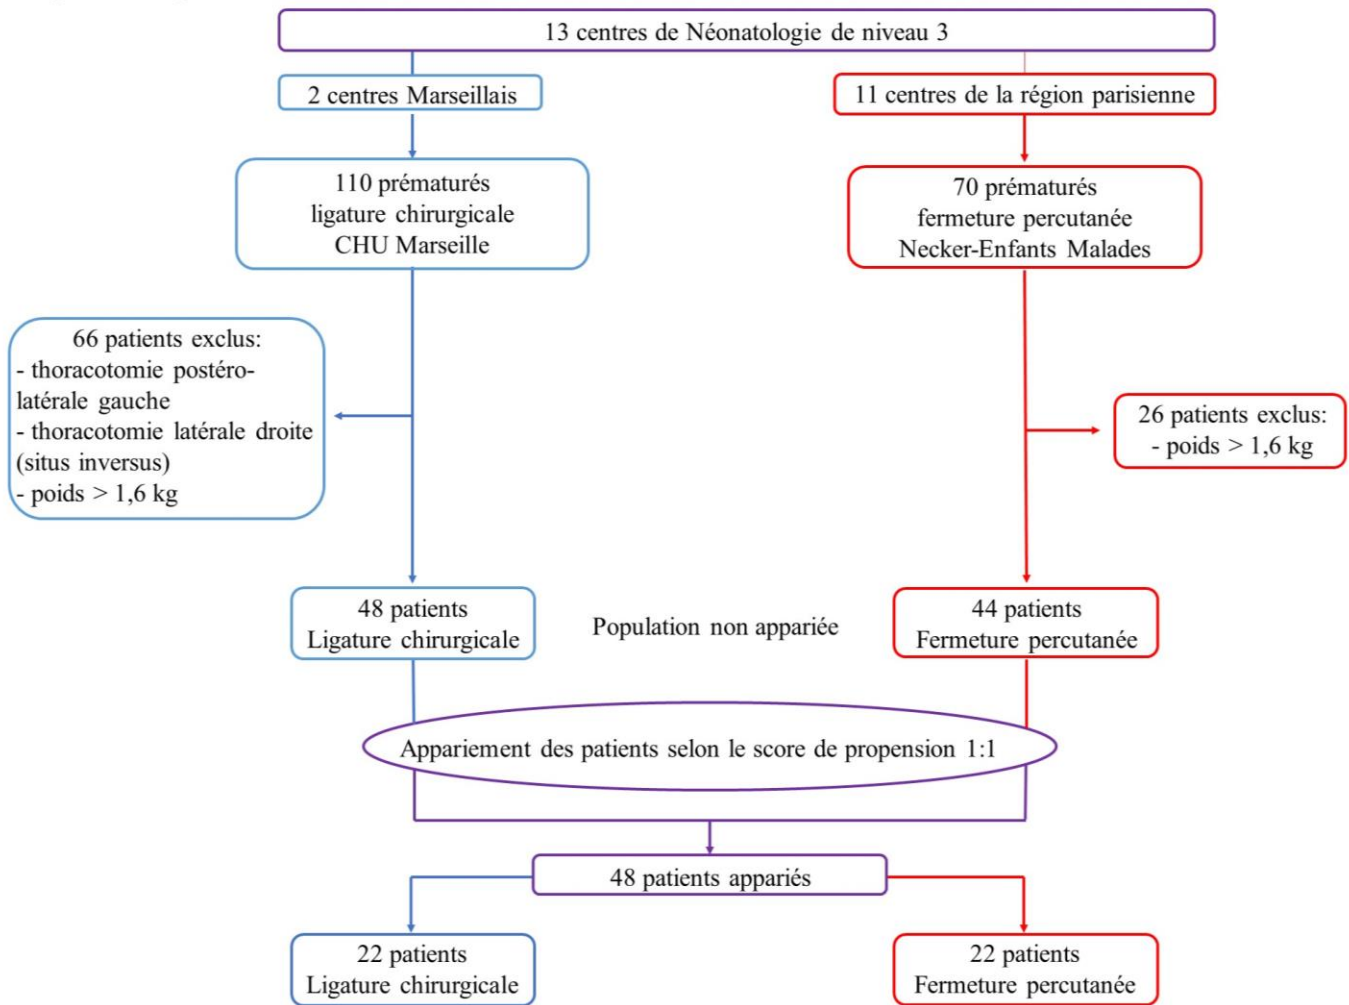 13 centres de Néonatologie de niveau 3
2 centres Marseillais
11 centres de la région parisienne
110 prématurés
ligature chirurgicale
CHU Marseille
70 prématurés
fermeture percutanée
Necker-Enfants Malades
66 patients exclus:
- thoracotomie postéro-
latérale gauche
- thoracotomie latérale droite
(situs inversus)
- poids > 1,6 kg
26 patients exclus:
- poids > 1,6 kg
48 patients
Ligature chirurgicale
Population non appariée
44 patients
Fermeture percutanée
Appariement des patients selon le score de propension 1:1
48 patients appariés
22 patients
Ligature chirurgicale
22 patients
Fermeture percutanée